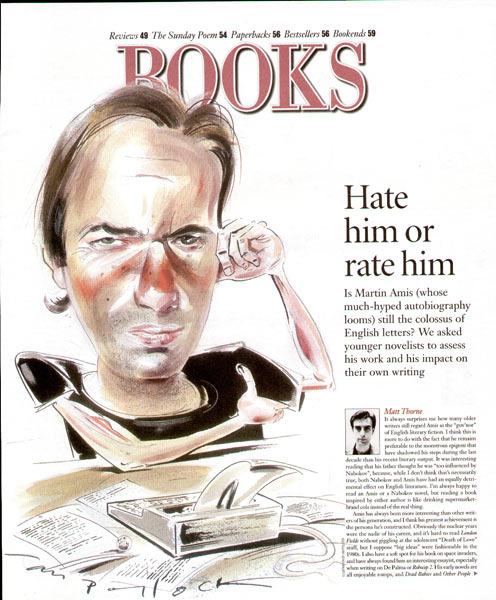 Reviews 49 The Sunday Poem 54 Paperbacks 56 Bestsellers 56 Bookends 59
BOOKS
Hate
him or
rate him
Is Martin Amis (whose
much-hyped autobiography
looms) still the colossus of
English letters? We asked
younger novelists to assess
his work and his impact on
their own writing
Matt Thorne
It always surprises me how many older
writers still regard Amis as the "guv'nor"
of English literary fiction. I think this is
more to do with the fact that he remains
preferable to the monstrous epigoni that
have shadowed his steps during the last
decade than his recent literary output. It was interesting
reading that his father thought he was "too influenced by
Nabokov", because, while I don't think that's necessarily
true, both Nabokov and Amis have had an equally detri-
mental effect on English literature. I'm always happy to
read an Amis or a Nabokov novel, but reading a book
inspired by either author is like drinking supermarket-
brand cola instead of the real thing.
Amis has always been more interesting than other writ-
ers of his generation, and I think his greatest achievement is
the persona he's constructed. Obviously the nuclear years
were the nadir of his career, and it's hard to read London
Fields without giggling at the adolescent "Death of Love"
stuff, but I suppose "big ideas" were fashionable in the
1980s. I also have a soft spot for his book on space invaders,
and have always found him an interesting essayist, especially
when writing on De Palma or Robocop 2. His early novels are
all enjoyable romps, and Dead Babies and Other People